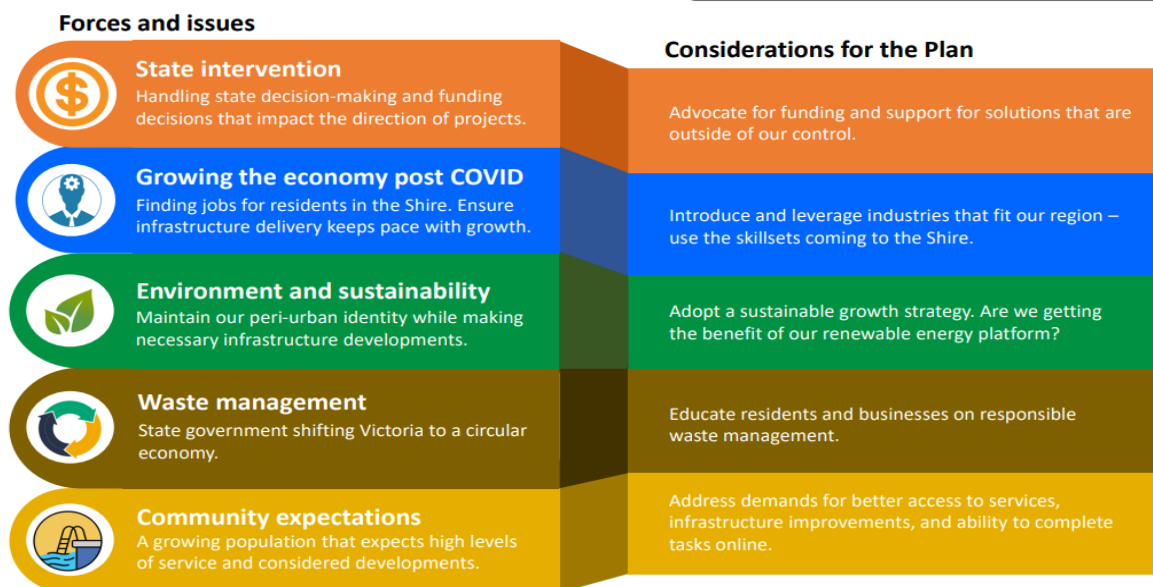 Forces and issues
State intervention
Handling state decision-making and funding
decisions that impact the direction of projects.
Growing the economy post COVID
Finding jobs for residents in the Shire. Ensure
infrastructure delivery keeps pace with growth.
Environment and sustainability
Maintain our peri-urban identity while making
necessary infrastructure developments.
Waste management
State government shifting Victoria to a circular
economy.
Community expectations
A growing population that expects high levels
of service and considered developments.
Considerations for the Plan
Advocate for funding and support for solutions that are
outside of our control.
Introduce and leverage industries that fit our region –
use the skillsets coming to the Shire.
Adopt a sustainable growth strategy. Are we getting
the benefit of our renewable energy platform?
Educate residents and businesses on responsible
waste management.
Address demands for better access to services,
infrastructure improvements, and ability to complete
tasks online.